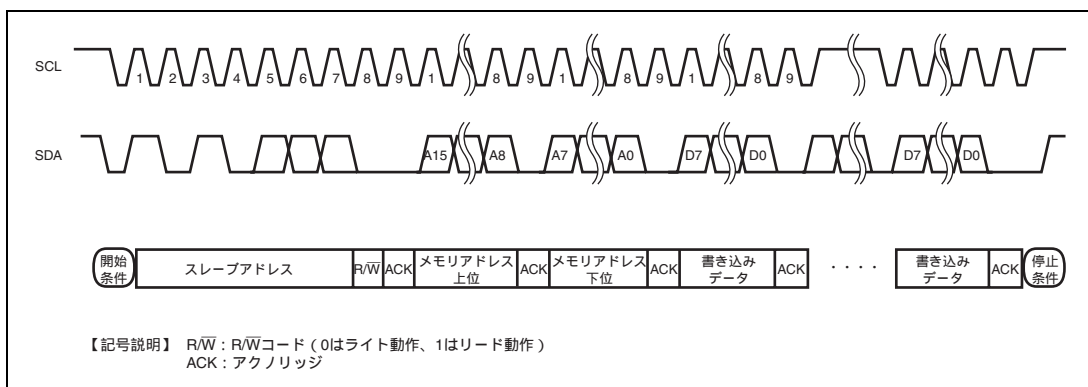 SCL
1 2 3 4 5 6 7 8 9 1 8 9 1 8 9 1 8 9
SDA
A15 A8 A7 A0 D7 D0 D7 D0
開始条件 スレーブアドレス R/W̅ ACK メモリアドレス上位 ACK メモリアドレス下位 ACK 書き込みデータ ACK ・・・・ 書き込みデータ ACK 停止条件
【記号説明】 R/W̅:R/W̅コード(0はライト動作、1はリード動作)
ACK:アクノリッジ